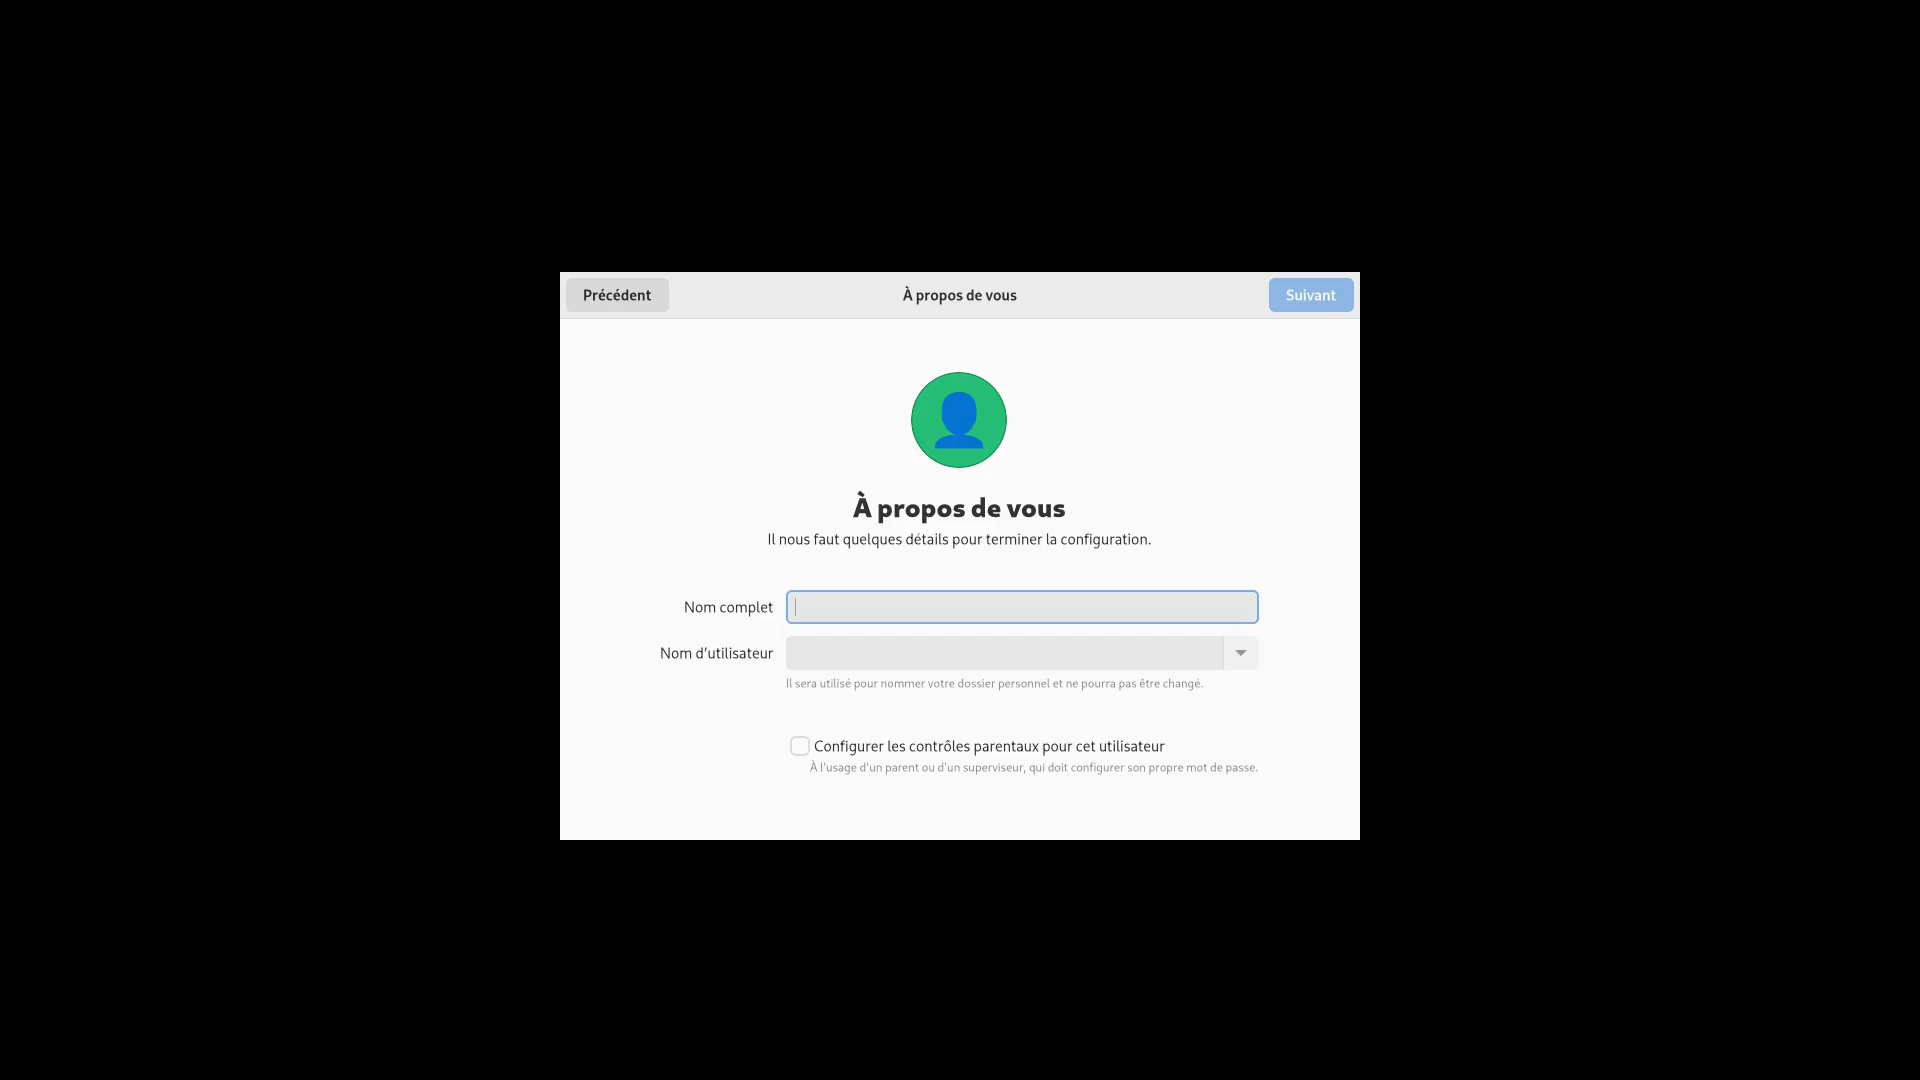 Précédent
À propos de vous
Suivant
À propos de vous
Il nous faut quelques détails pour terminer la configuration.
Nom complet
Nom d’utilisateur
Il sera utilisé pour nommer votre dossier personnel et ne pourra pas être changé.
Configurer les contrôles parentaux pour cet utilisateur
À l’usage d’un parent ou d’un superviseur, qui doit configurer son propre mot de passe.